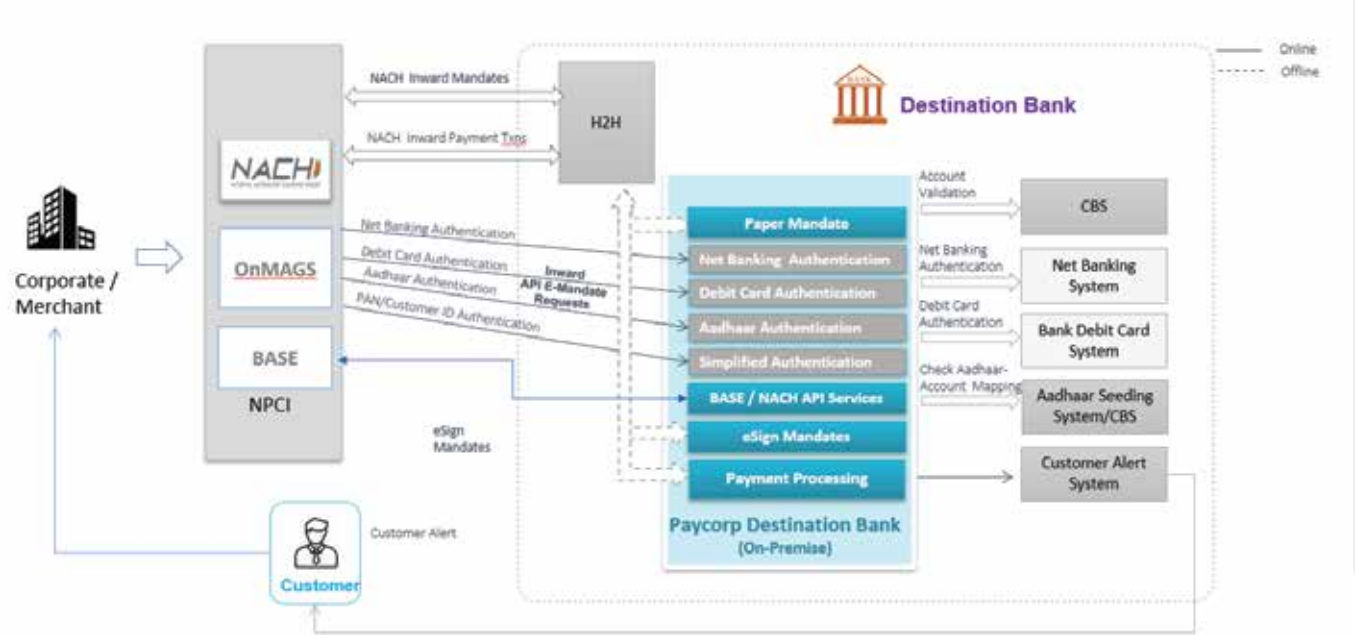 Online
Offline
NACH Inward Mandates
NACH Inward Payment Txns
H2H
BANK
Destination Bank
NACH
Corporate /
Merchant
OnMAGS
BASE
NPCI
Net Banking Authentication
Debit Card Authentication
Aadhaar Authentication
PAN/Customer ID Authentication
Inward
API E-Mandate
Requests
eSign
Mandates
Paper Mandate
Net Banking Authentication
Debit Card Authentication
Aadhaar Authentication
Simplified Authentication
BASE / NACH API Services
eSign Mandates
Payment Processing
Paycorp Destination Bank
(On-Premise)
Account
Validation
Net Banking
Authentication
Debit Card
Authentication
Check Aadhaar-
Account Mapping
CBS
Net Banking
System
Bank Debit Card
System
Aadhaar Seeding
System/CBS
Customer Alert
System
Customer Alert
Customer